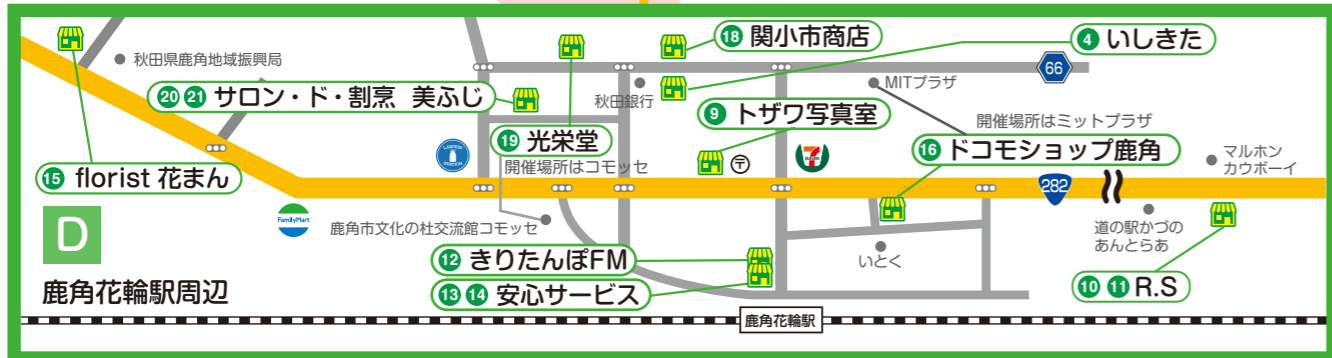 18 関小市商店
4 いしきた
秋田県鹿角地域振興局
66
MITプラザ
20 21 サロン・ド・割烹 美ふじ
秋田銀行
9 トザワ写真室
開催場所はミットプラザ
19 光栄堂
16 ドコモショップ鹿角
マルホン
カウボーイ
開催場所はコモッセ
LAWSON
STATION
7
ELEVEN
〒
15 florist 花まん
282
FamilyMart
鹿角市文化の杜交流館コモッセ
道の駅かづの
あんとらあ
D
いとく
12 きりたんぽFM
鹿角花輪駅周辺
13 14 安心サービス
10 11 R.S
鹿角花輪駅